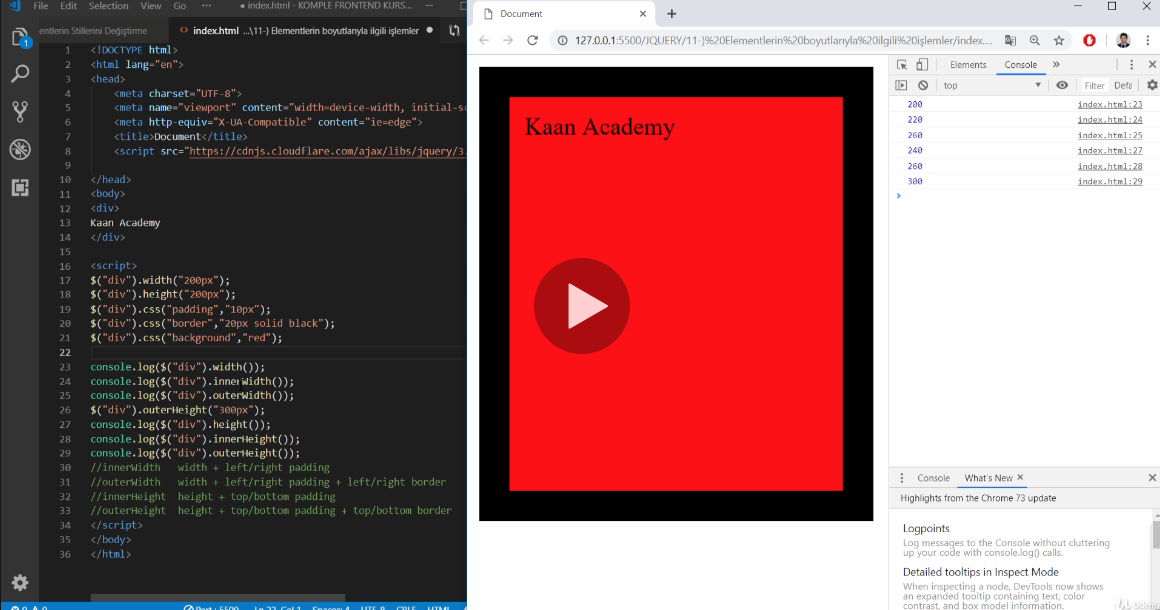 File Edit Selection View Go ··· ● index.html - KOMPLE FRONTEND KURS...
entlerin Stillerini Değiştirme
<> index.html ...\11-) Elementlerin boyutlarıyla ilgili işlemler ●
1 <!DOCTYPE html>
2 <html lang="en">
3 <head>
4 <meta charset="UTF-8">
5 <meta name="viewport" content="width=device-width, initial-sc
6 <meta http-equiv="X-UA-Compatible" content="ie=edge">
7 <title>Document</title>
8 <script src="https://cdnjs.cloudflare.com/ajax/libs/jquery/3.
9
10 </head>
11 <body>
12 <div>
13 Kaan Academy
14 </div>
15
16 <script>
17 $("div").width("200px");
18 $("div").height("200px");
19 $("div").css("padding","10px");
20 $("div").css("border","20px solid black");
21 $("div").css("background","red");
22
23 console.log($("div").width());
24 console.log($("div").innerWidth());
25 console.log($("div").outerWidth());
26 $("div").outerHeight("300px");
27 console.log($("div").height());
28 console.log($("div").innerHeight());
29 console.log($("div").outerHeight());
30 //innerWidth width + left/right padding
31 //outerWidth width + left/right padding + left/right border
32 //innerHeight height + top/bottom padding
33 //outerHeight height + top/bottom padding + top/bottom border
34 </script>
35 </body>
36 </html>
1
0 0 Port : 5500 Ln 22, Col 1 Spaces: 4 UTF-8 CRLF HTML
Document
127.0.0.1:5500/JQUERY/11-)%20Elementlerin%20boyutlarıyla%20ilgili%20işlemler/index....
Kaan Academy
Elements Console »
top Filter Defa
200 index.html:23
220 index.html:24
260 index.html:25
240 index.html:27
260 index.html:28
300 index.html:29
>
Console What's New ×
Highlights from the Chrome 73 update
Logpoints
Log messages to the Console without cluttering
up your code with console.log() calls.
Detailed tooltips in Inspect Mode
When inspecting a node, DevTools now shows
an expanded tooltip containing text, color
contrast, and box model information.
Udemy